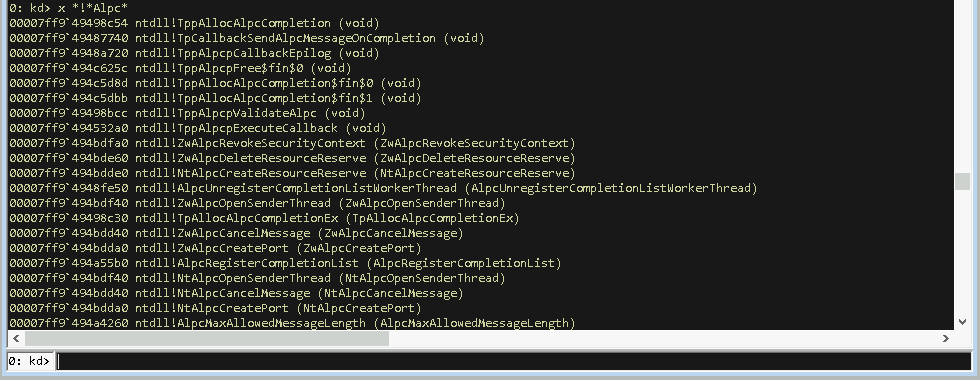 0: kd> x *!*Alpc*
00007ff9`49498c54 ntdll!TppAllocAlpcCompletion (void)
00007ff9`49487740 ntdll!TpCallbackSendAlpcMessageOnCompletion (void)
00007ff9`4948a720 ntdll!TppAlpcpCallbackEpilog (void)
00007ff9`494c625c ntdll!TppAlpcpFree$fin$0 (void)
00007ff9`494c5d8d ntdll!TppAllocAlpcCompletion$fin$0 (void)
00007ff9`494c5dbb ntdll!TppAllocAlpcCompletion$fin$1 (void)
00007ff9`49498bcc ntdll!TppAlpcpValidateAlpc (void)
00007ff9`494532a0 ntdll!TppAlpcpExecuteCallback (void)
00007ff9`494bdfa0 ntdll!ZwAlpcRevokeSecurityContext (ZwAlpcRevokeSecurityContext)
00007ff9`494bde60 ntdll!ZwAlpcDeleteResourceReserve (ZwAlpcDeleteResourceReserve)
00007ff9`494bdde0 ntdll!NtAlpcCreateResourceReserve (NtAlpcCreateResourceReserve)
00007ff9`4948fe50 ntdll!AlpcUnregisterCompletionListWorkerThread (AlpcUnregisterCompletionListWorkerThread)
00007ff9`494bdf40 ntdll!ZwAlpcOpenSenderThread (ZwAlpcOpenSenderThread)
00007ff9`49498c30 ntdll!TpAllocAlpcCompletionEx (TpAllocAlpcCompletionEx)
00007ff9`494bdd40 ntdll!ZwAlpcCancelMessage (ZwAlpcCancelMessage)
00007ff9`494bdda0 ntdll!ZwAlpcCreatePort (ZwAlpcCreatePort)
00007ff9`494a55b0 ntdll!AlpcRegisterCompletionList (AlpcRegisterCompletionList)
00007ff9`494bdf40 ntdll!NtAlpcOpenSenderThread (NtAlpcOpenSenderThread)
00007ff9`494bdd40 ntdll!NtAlpcCancelMessage (NtAlpcCancelMessage)
00007ff9`494bdda0 ntdll!NtAlpcCreatePort (NtAlpcCreatePort)
00007ff9`494a4260 ntdll!AlpcMaxAllowedMessageLength (AlpcMaxAllowedMessageLength)
0: kd>